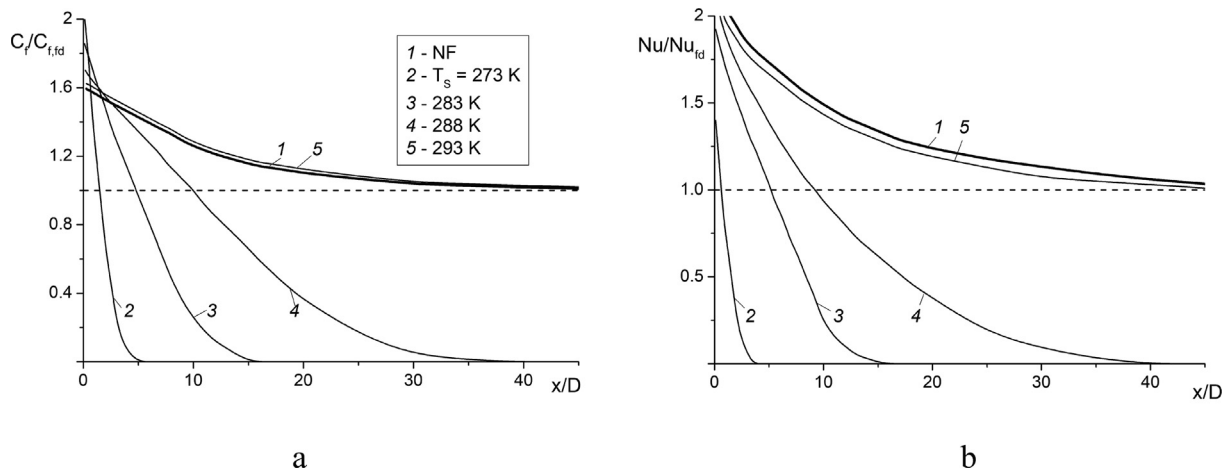 2
C_f/C_f,fd
1.6
1.2
0.8
0.4
0 10 20 30 40
x/D
1 - NF
2 - T_S = 273 K
3 - 283 K
4 - 288 K
5 - 293 K
1 5
2 3 4
a
2
Nu/Nu_fd
1.5
1.0
0.5
0 10 20 30 40
x/D
1 5
2 3 4
b